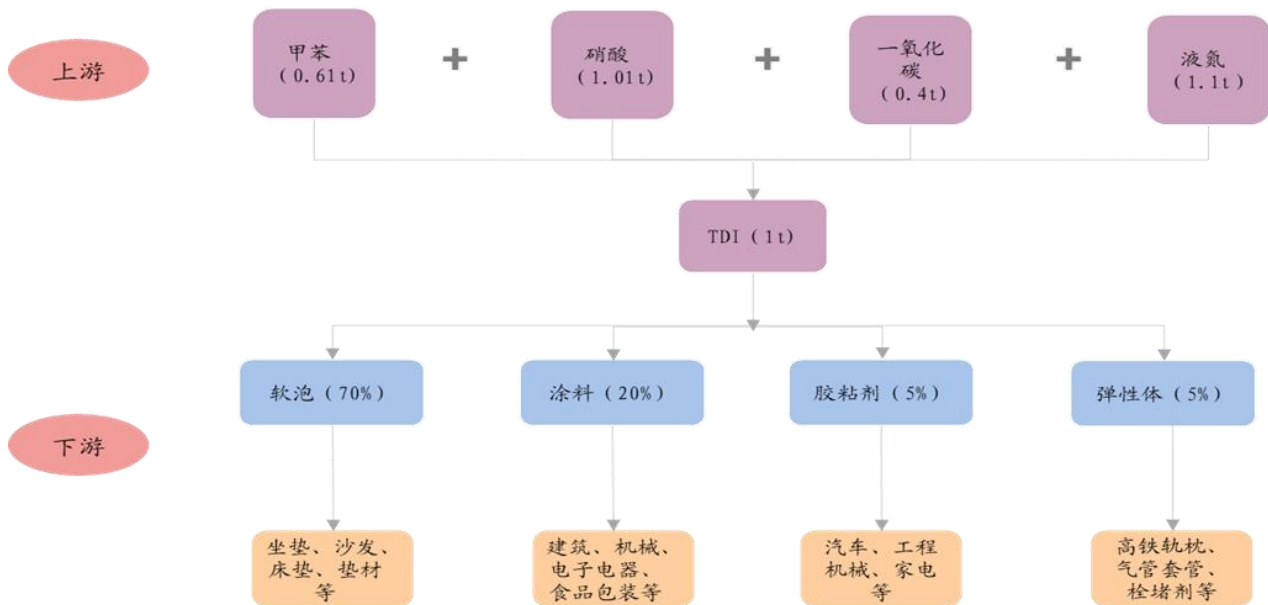 上游
甲苯
(0.61t)
硝酸
(1.01t)
一氧化
碳
(0.4t)
液氮
(1.1t)
TDI (1t)
下游
软泡 (70%)
涂料 (20%)
胶粘剂 (5%)
弹性体 (5%)
坐垫、沙发、
床垫、垫材
等
建筑、机械、
电子电器、
食品包装等
汽车、工程
机械、家电
等
高铁轨枕、
气管套管、
栓堵剂等